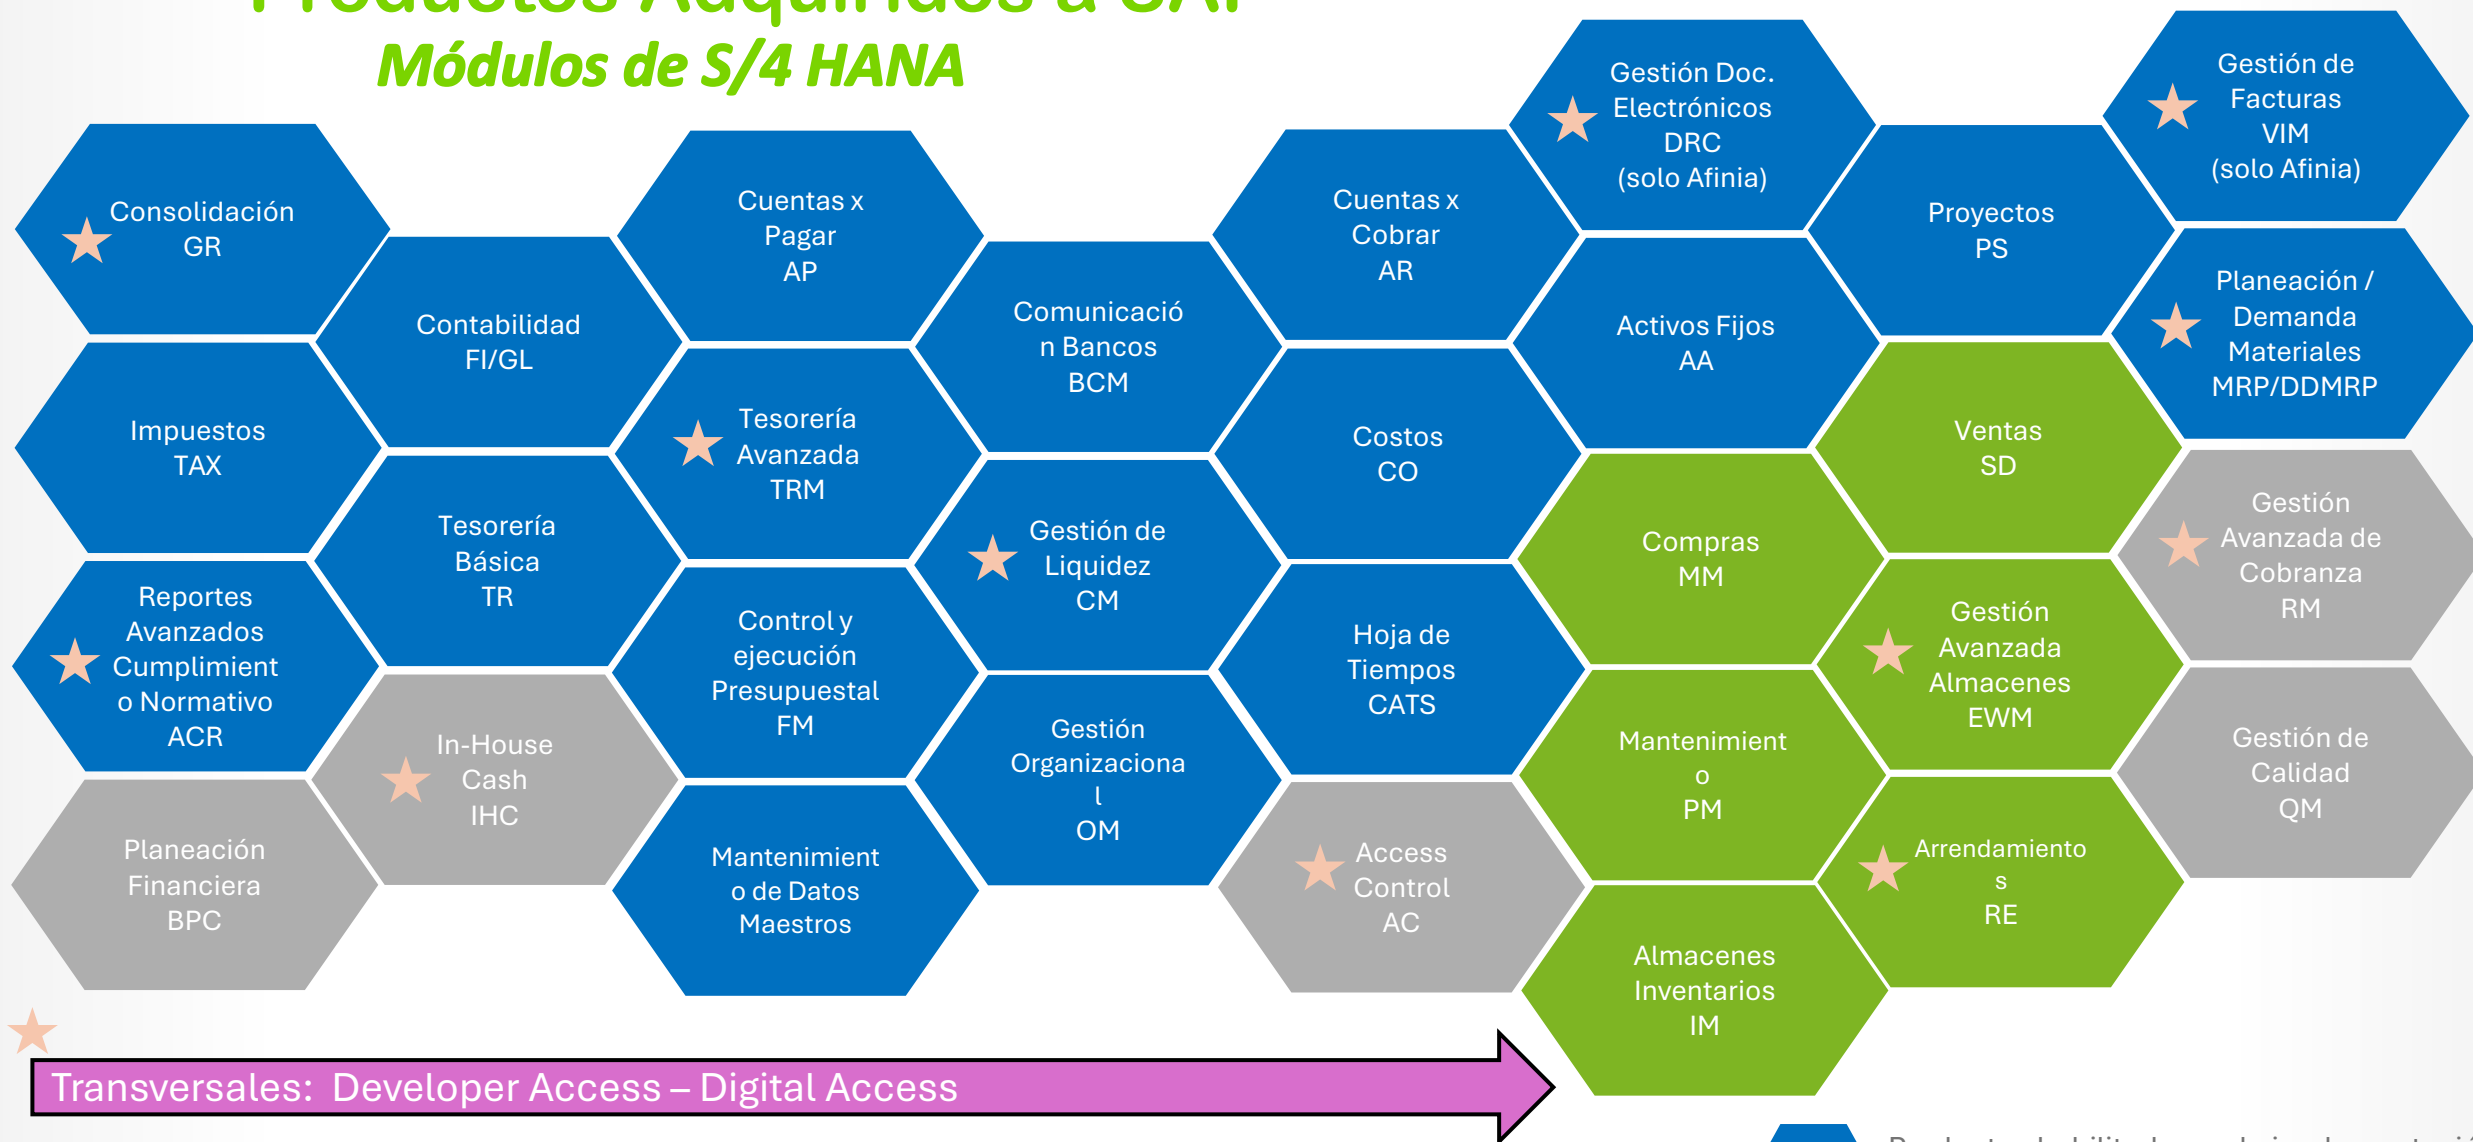 Productos Adquiridos a SAP
Módulos de S/4 HANA
Consolidación
GR
Impuestos
TAX
Reportes
Avanzados
Cumplimient
o Normativo
ACR
Planeación
Financiera
BPC
Contabilidad
FI/GL
Tesorería
Básica
TR
In-House
Cash
IHC
Cuentas x
Pagar
AP
Tesorería
Avanzada
TRM
Control y
ejecución
Presupuestal
FM
Mantenimient
o de Datos
Maestros
Comunicació
n Bancos
BCM
Gestión de
Liquidez
CM
Gestión
Organizaciona
l
OM
Cuentas x
Cobrar
AR
Costos
CO
Hoja de
Tiempos
CATS
Access
Control
AC
Gestión Doc.
Electrónicos
DRC
(solo Afinia)
Activos Fijos
AA
Compras
MM
Mantenimient
o
PM
Almacenes
Inventarios
IM
Proyectos
PS
Ventas
SD
Gestión
Avanzada
Almacenes
EWM
Arrendamiento
s
RE
Gestión de
Facturas
VIM
(solo Afinia)
Planeación /
Demanda
Materiales
MRP/DDMRP
Gestión
Avanzada de
Cobranza
RM
Gestión de
Calidad
QM
Transversales: Developer Access – Digital Access